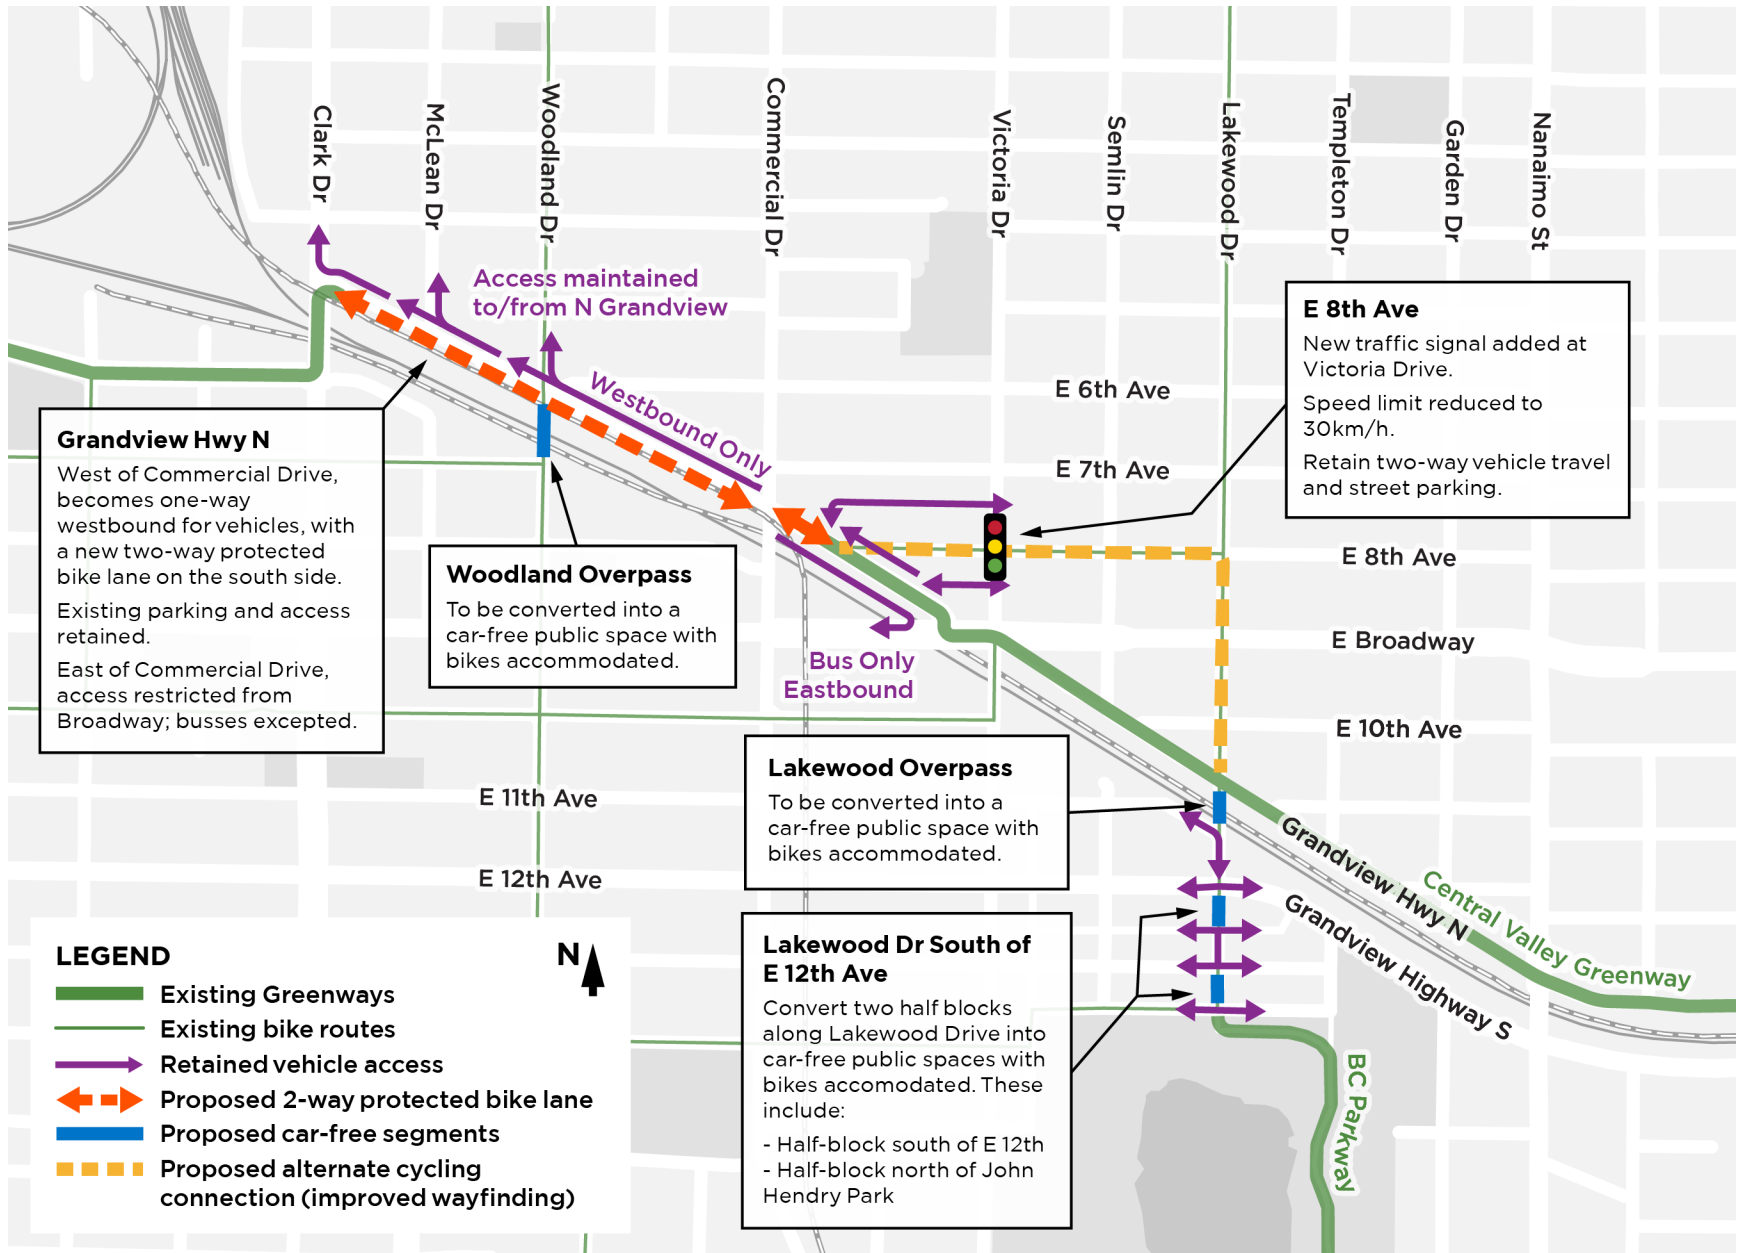 Clark Dr
McLean Dr
Woodland Dr
Commercial Dr
Victoria Dr
Semlin Dr
Lakewood Dr
Templeton Dr
Garden Dr
Nanaimo St
Access maintained
to/from N Grandview
Westbound Only
E 6th Ave
E 7th Ave
E 8th Ave
New traffic signal added at
Victoria Drive.
Speed limit reduced to
30km/h.
Retain two-way vehicle travel
and street parking.
Grandview Hwy N
West of Commercial Drive,
becomes one-way
westbound for vehicles, with
a new two-way protected
bike lane on the south side.
Existing parking and access
retained.
East of Commercial Drive,
access restricted from
Broadway; busses excepted.
Woodland Overpass
To be converted into a
car-free public space with
bikes accommodated.
E 8th Ave
E Broadway
Bus Only
Eastbound
E 10th Ave
Lakewood Overpass
To be converted into a
car-free public space with
bikes accommodated.
E 11th Ave
E 12th Ave
Grandview Hwy N
Central Valley Greenway
Grandview Highway S
Lakewood Dr South of
E 12th Ave
Convert two half blocks
along Lakewood Drive into
car-free public spaces with
bikes accomodated. These
include:
- Half-block south of E 12th
- Half-block north of John
Hendry Park
BC Parkway
LEGEND
N
Existing Greenways
Existing bike routes
Retained vehicle access
Proposed 2-way protected bike lane
Proposed car-free segments
Proposed alternate cycling
connection (improved wayfinding)